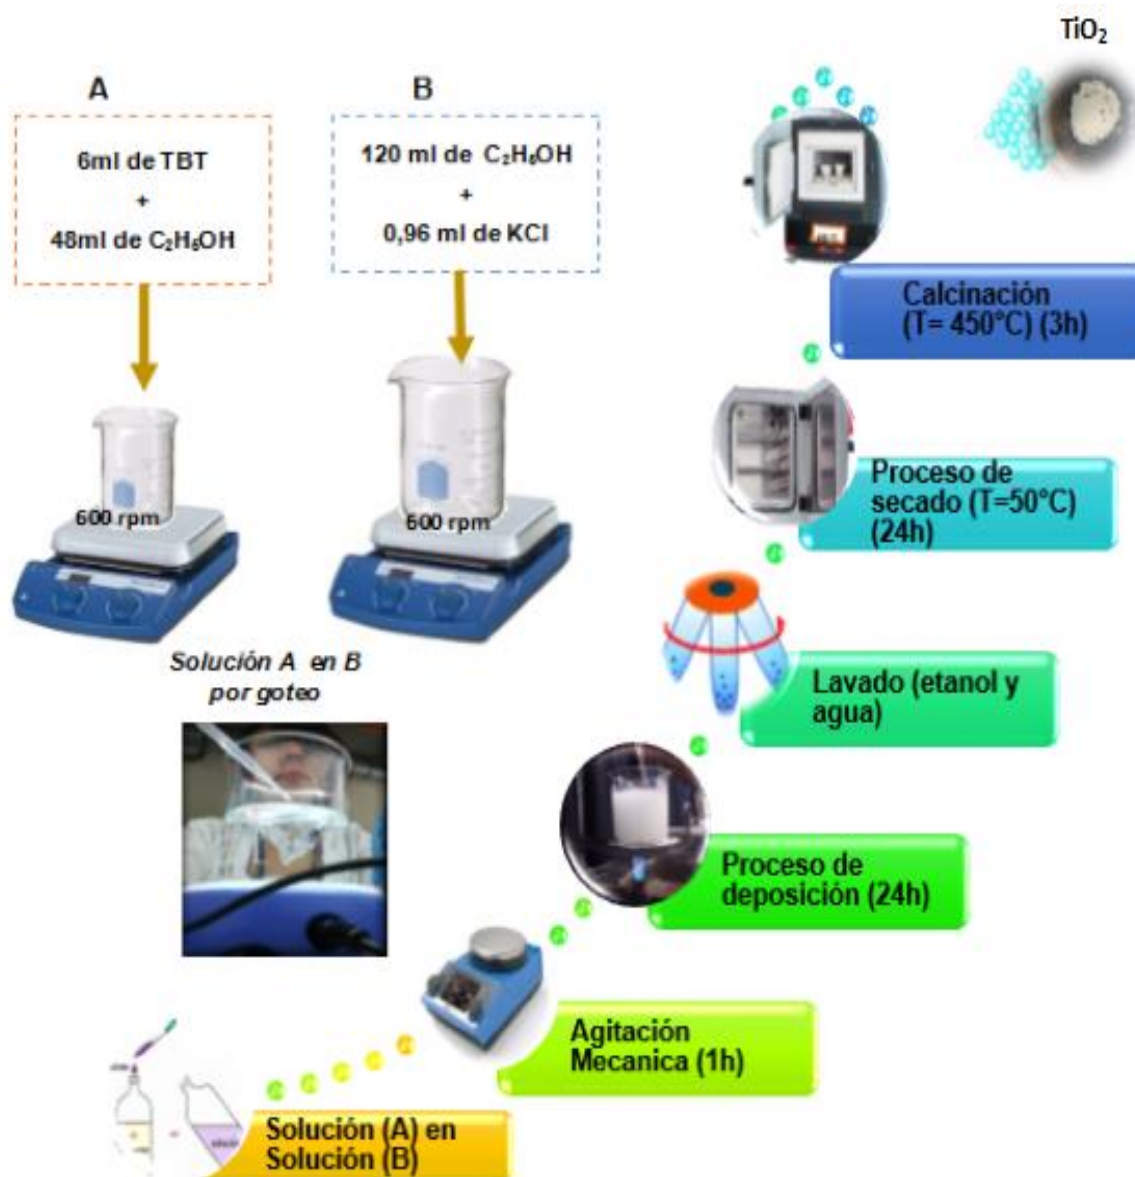 A
6ml de TBT
+
48ml de C₂H₅OH
B
120 ml de C₂H₅OH
+
0,96 ml de KCl
600 rpm
600 rpm
Solución A en B
por goteo
TiO₂
Calcinación
(T= 450°C) (3h)
Proceso de
secado (T=50°C)
(24h)
Lavado (etanol y
agua)
Proceso de
deposición (24h)
Agitación
Mecanica (1h)
Solución (A) en
Solución (B)